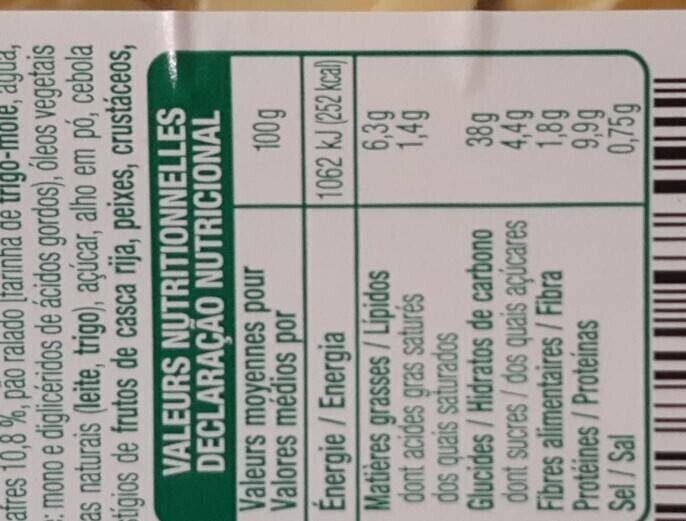 10,8 %, pão ralado [farinha de trigo-mole, água,
: mono e diglicéridos de ácidos gordos), óleos vegetais
as naturais (leite, trigo), açúcar, alho em pó, cebola
de frutos de casca rija, peixes, crustáceos,
VALEURS NUTRITIONNELLES
DECLARAÇÃO NUTRICIONAL
Valeurs moyennes pour
Valores médios por 100g
Énergie / Energia 1062 kJ (252 kcal)
Matières grasses / Lípidos 6,3g
dont acides gras saturés 1,4g
dos quais saturados
Glucides / Hidratos de carbono 38g
dont sucres / dos quais açúcares 4,4g
Fibres alimentaires / Fibra 1,8g
Protéines / Proteínas 9,9g
Sel / Sal 0,75g